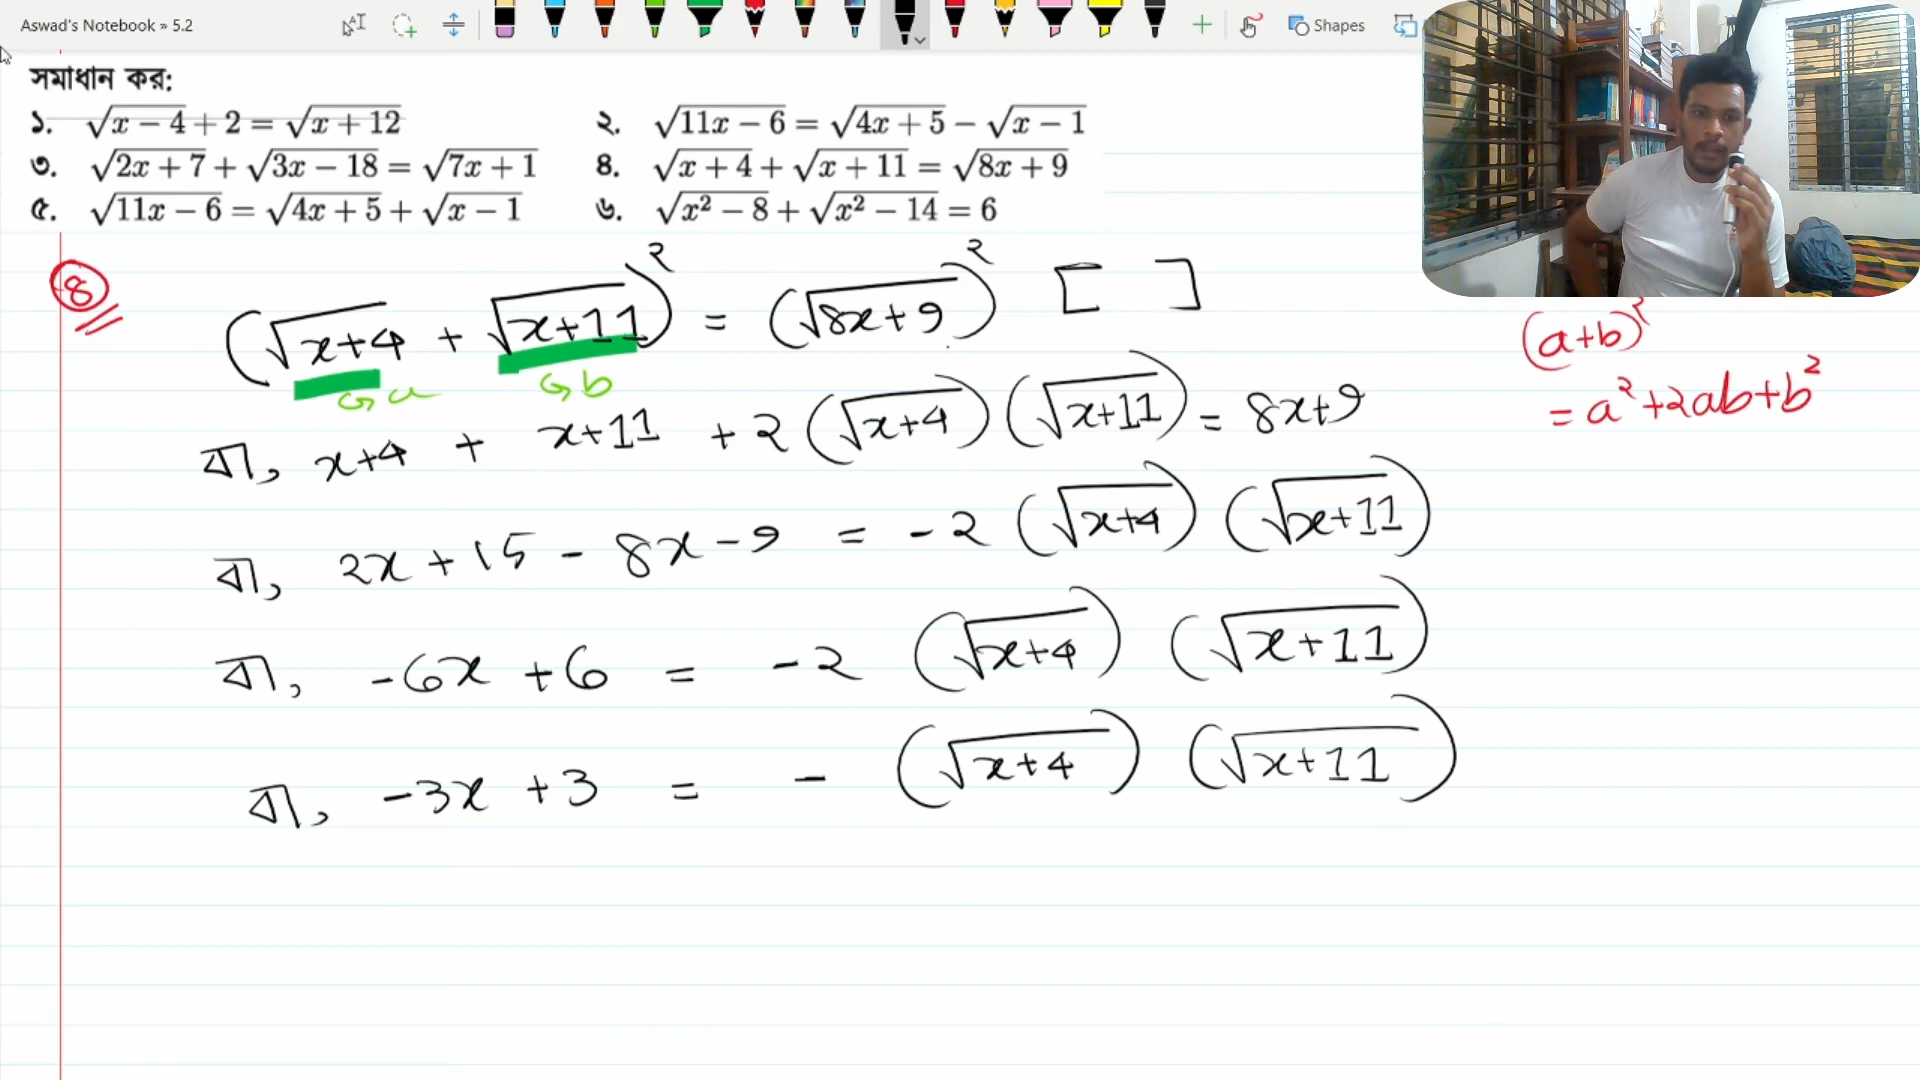 Aswad's Notebook » 5.2
Shapes
সমাধান কর:
১. √(x − 4) + 2 = √(x + 12)
২. √(11x − 6) = √(4x + 5) − √(x − 1)
৩. √(2x + 7) + √(3x − 18) = √(7x + 1)
৪. √(x + 4) + √(x + 11) = √(8x + 9)
৫. √(11x − 6) = √(4x + 5) + √(x − 1)
৬. √(x² − 8) + √(x² − 14) = 6
৪
(√(x+4) + √(x+11))² = (√(8x+9))² [ ]
a b
(a+b)²
= a² + 2ab + b²
বা, x+4 + x+11 + 2 (√(x+4)) (√(x+11)) = 8x+9
বা, 2x + 15 - 8x - 9 = -2 (√(x+4)) (√(x+11))
বা, -6x + 6 = -2 (√(x+4)) (√(x+11))
বা, -3x + 3 = - (√(x+4)) (√(x+11))